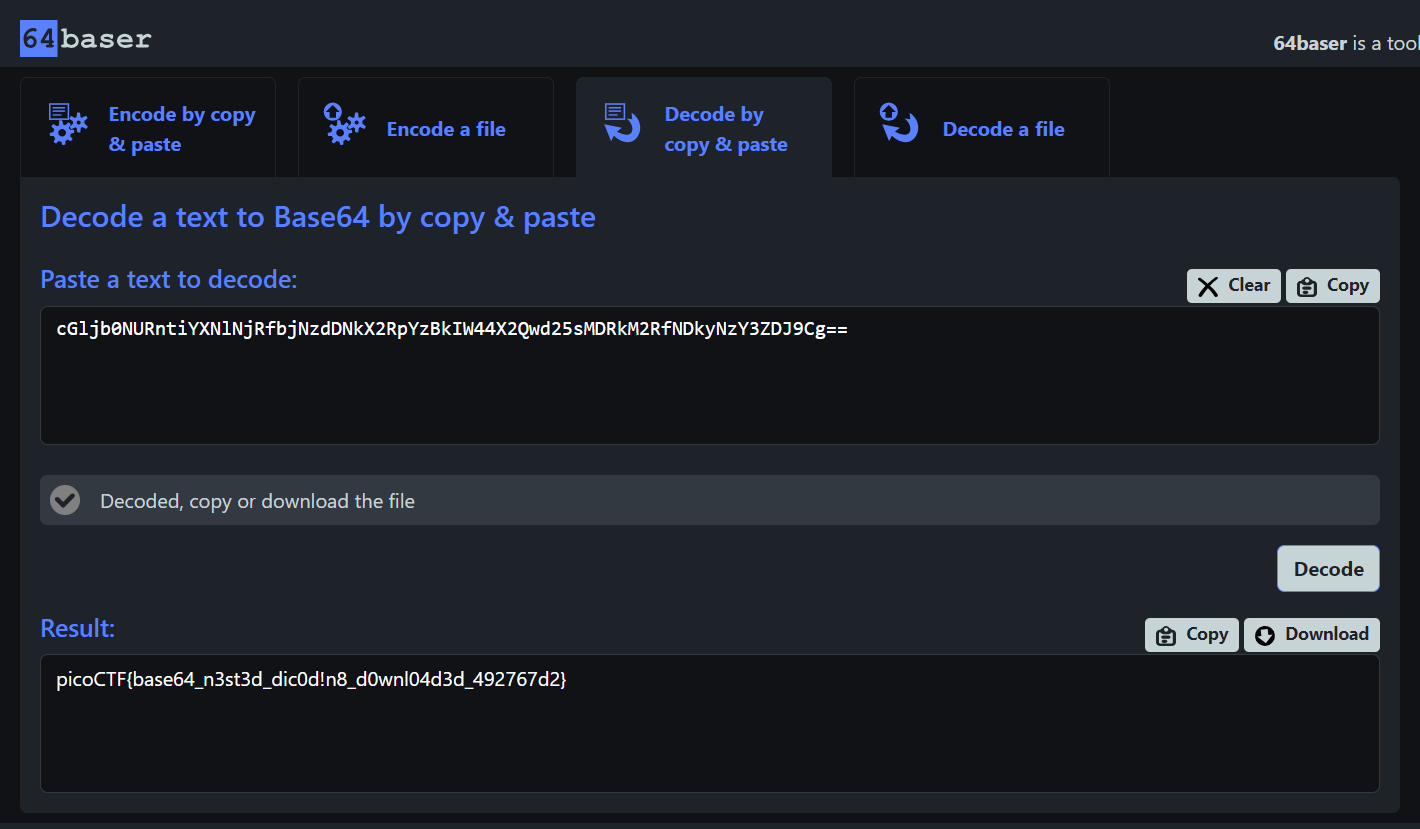 64baser
64baser is a tool
Encode by copy
& paste
Encode a file
Decode by
copy & paste
Decode a file
Decode a text to Base64 by copy & paste
Paste a text to decode:
Clear
Copy
cGljb0NURntiYXNlNjRfbjNzdDNkX2RpYzBkIW44X2Qwd25sMDRkM2RfNDkyNzY3ZDJ9Cg==
Decoded, copy or download the file
Decode
Result:
Copy
Download
picoCTF{base64_n3st3d_dic0d!n8_d0wnl04d3d_492767d2}